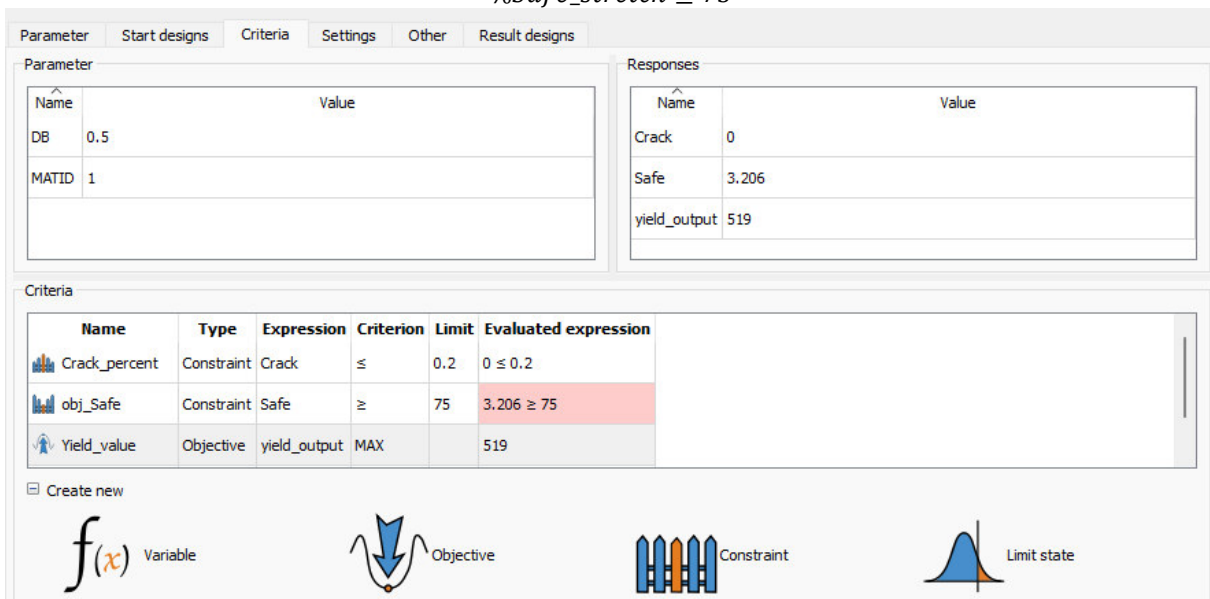 Parameter Start designs Criteria Settings Other Result designs
Parameter
Name Value
DB 0.5
MATID 1
Responses
Name Value
Crack 0
Safe 3.206
yield_output 519
Criteria
Name Type Expression Criterion Limit Evaluated expression
Crack_percent Constraint Crack ≤ 0.2 0 ≤ 0.2
obj_Safe Constraint Safe ≥ 75 3.206 ≥ 75
Yield_value Objective yield_output MAX 519
Create new
f(x) Variable Objective Constraint Limit state